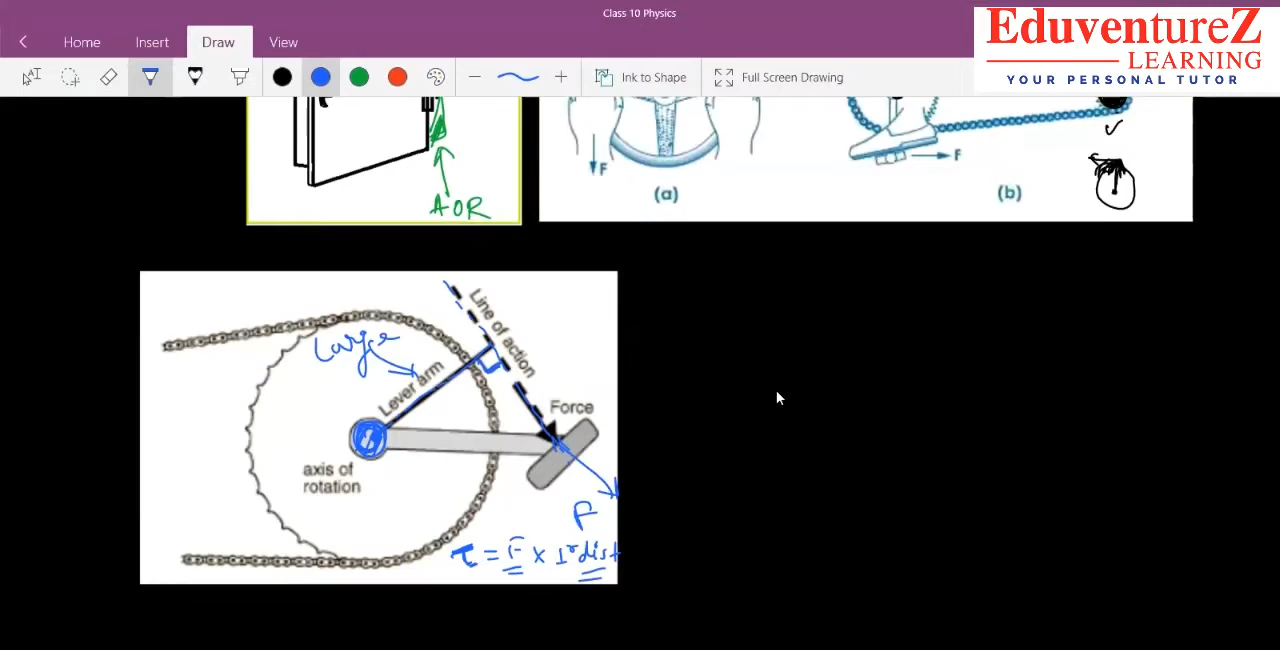 Class 10 Physics
EduventureZ
LEARNING
YOUR PERSONAL TUTOR
Home Insert Draw View
Ink to Shape
Full Screen Drawing
F
F
AOR
(a)
(b)
Line of action
Large
Lever arm
Force
axis of
rotation
F
τ = F × 1r dist